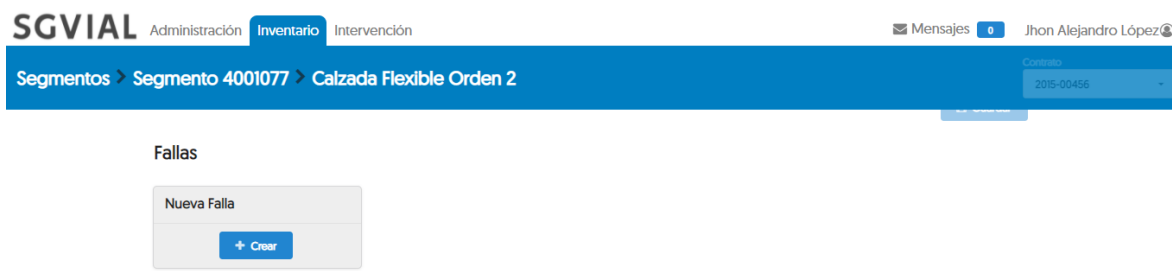 SGVIAL Administración Inventario Intervención Mensajes 0 Jhon Alejandro López
Segmentos > Segmento 4001077 > Calzada Flexible Orden 2
Contrato
2015-00456
Fallas
Nueva Falla
+ Crear